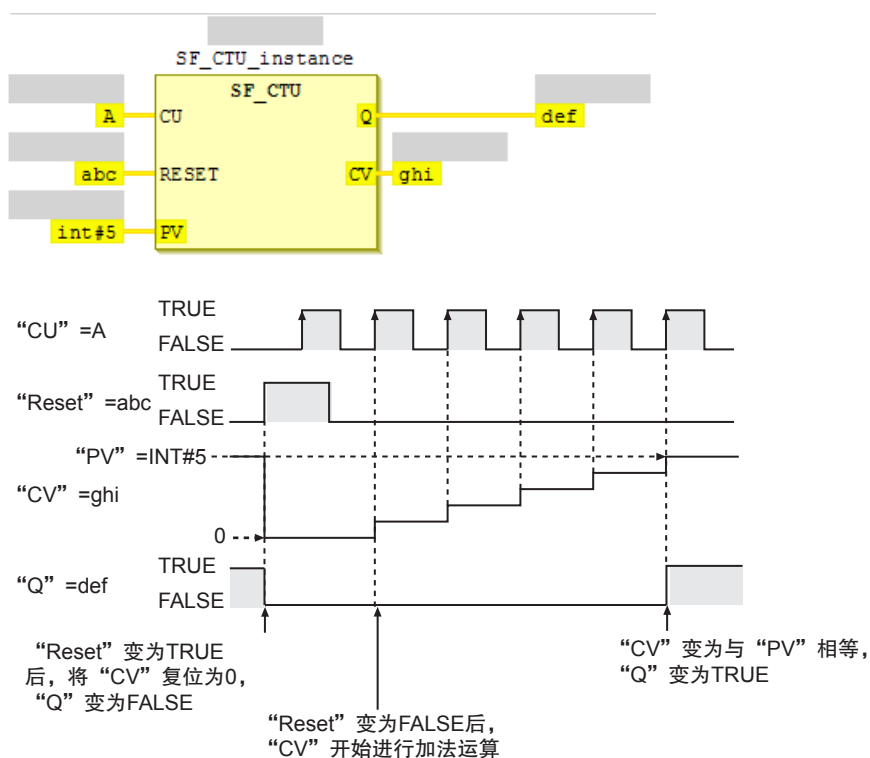 SF_CTU_instance
SF_CTU
A
CU
Q
def
abc
RESET
CV
ghi
int#5
PV
“CU” =A
TRUE
FALSE
“Reset” =abc
TRUE
FALSE
“PV” =INT#5
“CV” =ghi
0
“Q” =def
TRUE
FALSE
“Reset” 变为TRUE
后，将 “CV” 复位为0，
“Q” 变为FALSE
“Reset” 变为FALSE后，
“CV” 开始进行加法运算
“CV” 变为与 “PV” 相等，
“Q” 变为TRUE